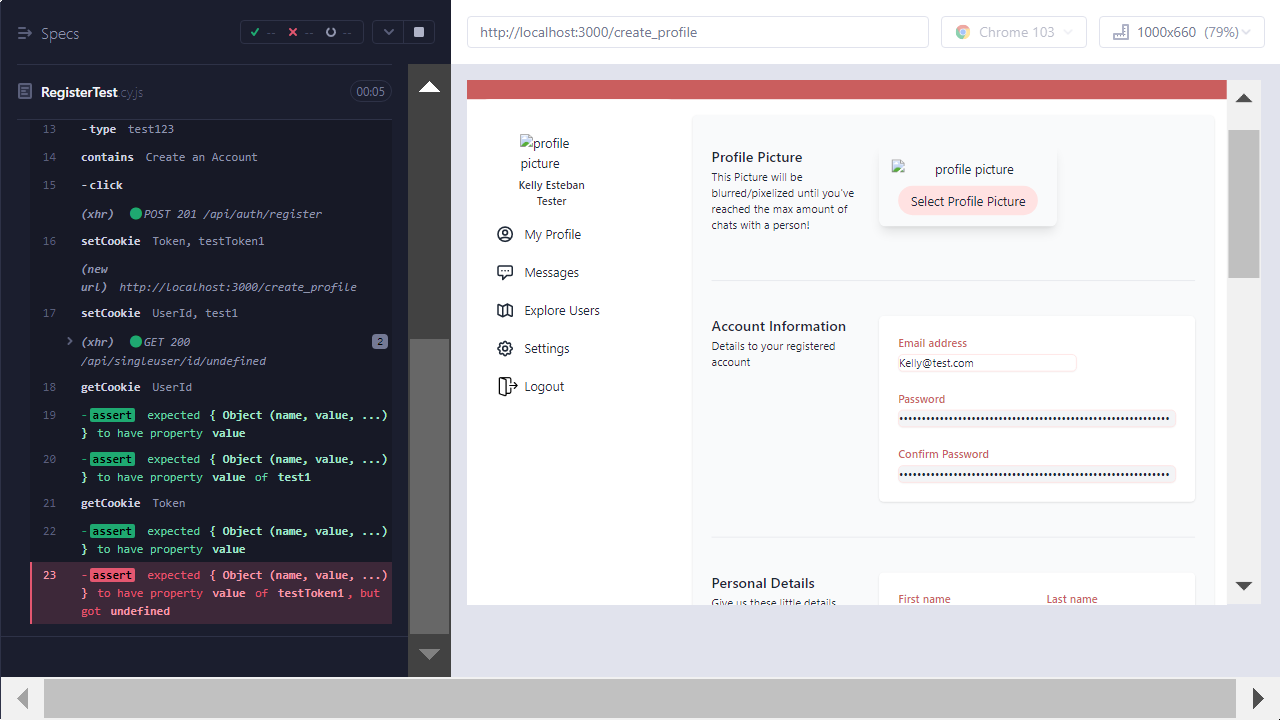 Specs
-- -- --
RegisterTest.cy.js 00:05
13 -type test123
14 contains Create an Account
15 -click
(xhr) POST 201 /api/auth/register
16 setCookie Token, testToken1
(new
url) http://localhost:3000/create_profile
17 setCookie UserId, test1
(xhr) GET 200 2
/api/singleuser/id/undefined
18 getCookie UserId
19 -assert expected { Object (name, value, ...)
} to have property value
20 -assert expected { Object (name, value, ...)
} to have property value of test1
21 getCookie Token
22 -assert expected { Object (name, value, ...)
} to have property value
23 -assert expected { Object (name, value, ...)
} to have property value of testToken1, but
got undefined
http://localhost:3000/create_profile
Chrome 103
1000x660 (79%)
profile
picture
Kelly Esteban
Tester
My Profile
Messages
Explore Users
Settings
Logout
Profile Picture
This Picture will be
blurred/pixelized until you've
reached the max amount of
chats with a person!
profile picture
Select Profile Picture
Account Information
Details to your registered
account
Email address
Kelly@test.com
Password
••••••••••••••••••••••••••••••••••••••••••••••••••••••••••••
Confirm Password
••••••••••••••••••••••••••••••••••••••••••••••••••••••••••••
Personal Details
Give us these little details
First name
Last name